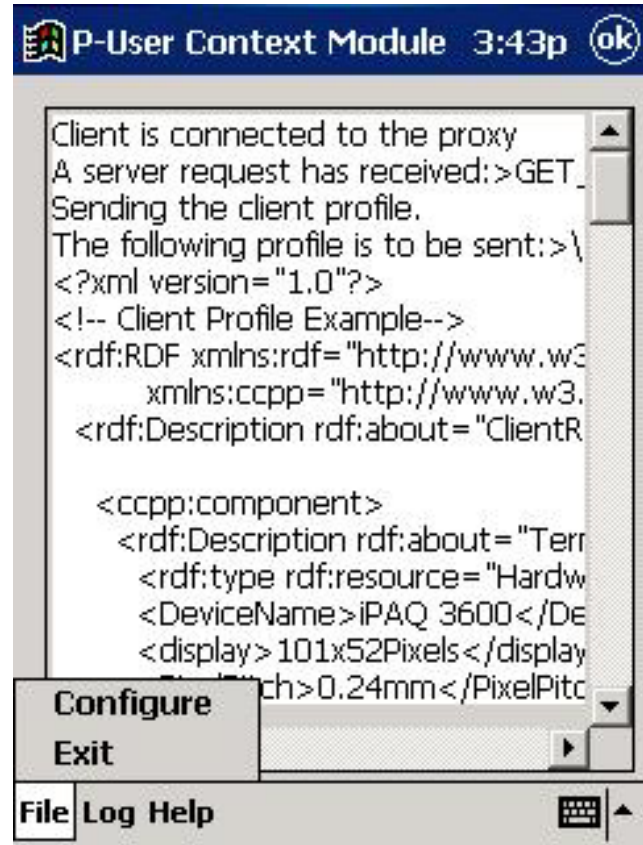 P-User Context Module 3:43p ok
Client is connected to the proxy
A server request has received:>GET_
Sending the client profile.
The following profile is to be sent:>\
<?xml version="1.0"?>
<!-- Client Profile Example-->
<rdf:RDF xmlns:rdf="http://www.w3
xmlns:ccpp="http://www.w3.
<rdf:Description rdf:about="ClientR
<ccpp:component>
<rdf:Description rdf:about="Terr
<rdf:type rdf:resource="Hardw
<DeviceName>iPAQ 3600</De
<display>101x52Pixels</display
ch>0.24mm</PixelPitc
Configure
Exit
File Log Help